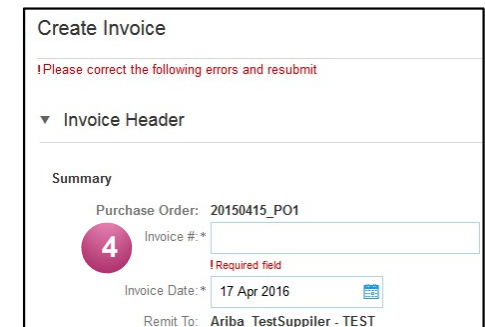 Create Invoice
!Please correct the following errors and resubmit
▼ Invoice Header
Summary
Purchase Order: 20150415_PO1
4
Invoice #:*
! Required field
Invoice Date:* 17 Apr 2016
Remit To: Ariba_TestSuppiler - TEST